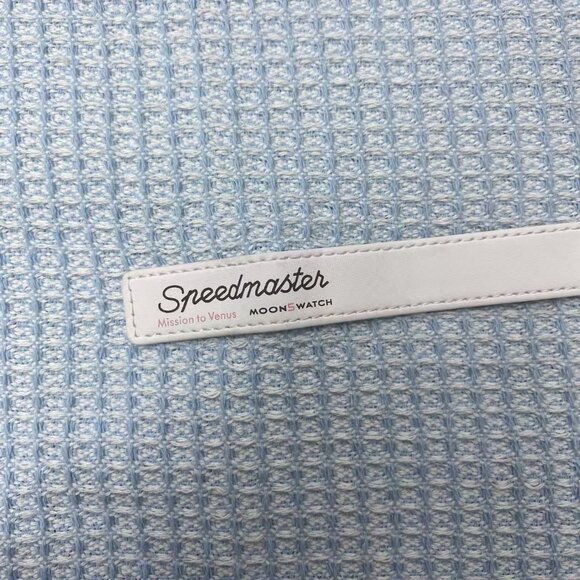 Speedmaster
Mission to Venus MOONSWATCH